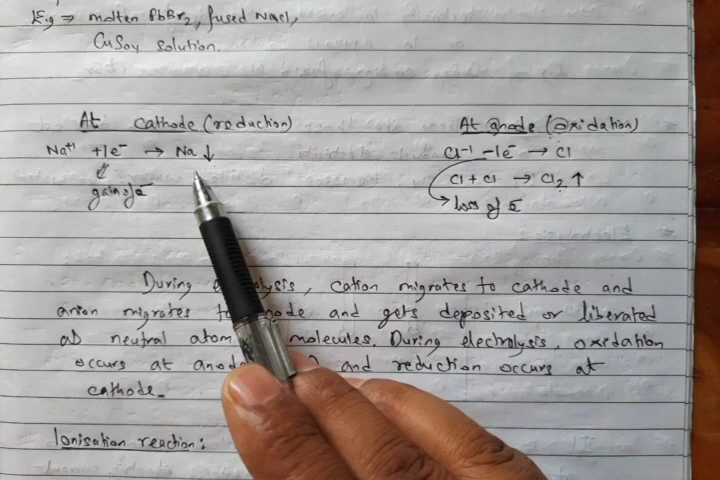 Eg ⇒ molten PbBr₂, fused NaCl,
CuSO₄ solution.
At cathode (reduction)
Na⁺¹ +1e⁻ → Na ↓
gain of e⁻
At anode (oxidation)
Cl⁻¹ -1e⁻ → Cl
Cl + Cl → Cl₂ ↑
loss of e⁻
During, cation migrates to cathode and
anion migrates and gets deposited or liberated
as neutral atom molecules. During electrolysis, oxidation
occurs at and reduction occurs at
cathode.
Ionisation reaction: